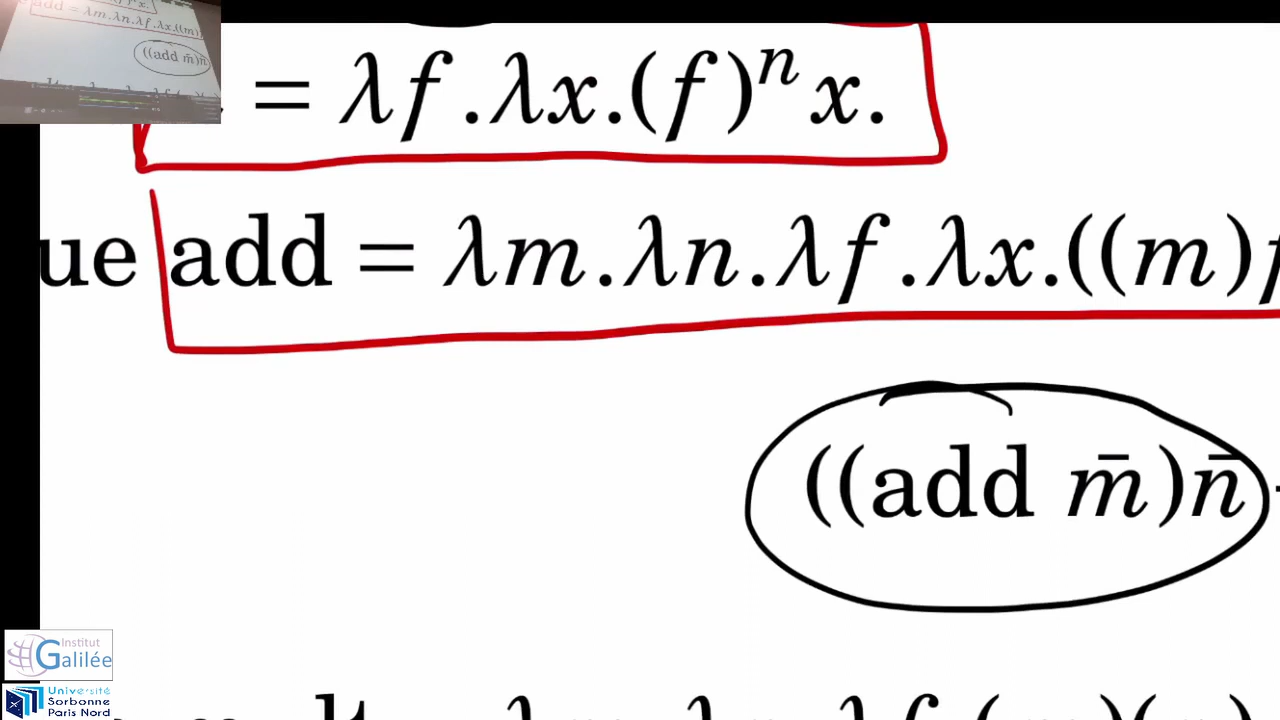 = λf.λx.(f)ⁿx.
ue add = λm.λn.λf.λx.((m)f
((add m̄)n̄
Institut
Galilée
Université
Sorbonne
Paris Nord